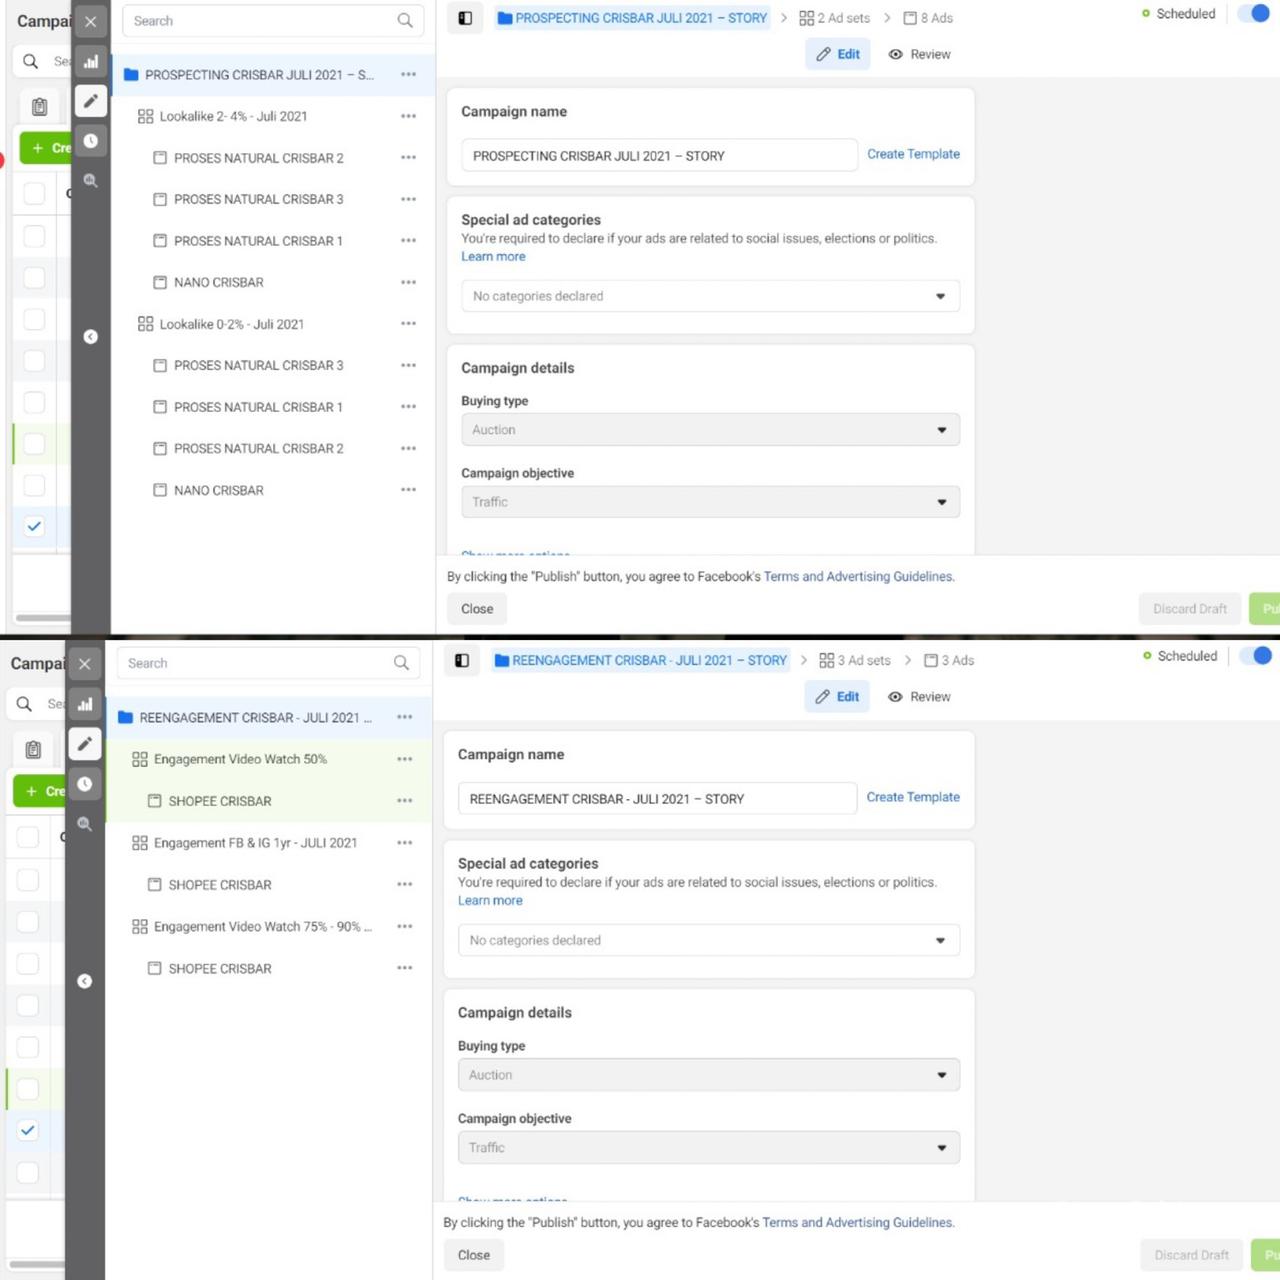 Campai
Search
PROSPECTING CRISBAR JULI 2021 – STORY
2 Ad sets
8 Ads
Scheduled
Edit
Review
PROSPECTING CRISBAR JULI 2021 – S...
Lookalike 2- 4% - Juli 2021
PROSES NATURAL CRISBAR 2
PROSES NATURAL CRISBAR 3
PROSES NATURAL CRISBAR 1
NANO CRISBAR
Lookalike 0-2% - Juli 2021
PROSES NATURAL CRISBAR 3
PROSES NATURAL CRISBAR 1
PROSES NATURAL CRISBAR 2
NANO CRISBAR
Sea
+ Cre
Campaign name
PROSPECTING CRISBAR JULI 2021 – STORY
Create Template
Special ad categories
You're required to declare if your ads are related to social issues, elections or politics.
Learn more
No categories declared
Campaign details
Buying type
Auction
Campaign objective
Traffic
Show more options
By clicking the "Publish" button, you agree to Facebook's Terms and Advertising Guidelines.
Close
Discard Draft
Pu
Campai
Search
REENGAGEMENT CRISBAR - JULI 2021 – STORY
3 Ad sets
3 Ads
Scheduled
Edit
Review
REENGAGEMENT CRISBAR - JULI 2021 ...
Engagement Video Watch 50%
SHOPEE CRISBAR
Engagement FB & IG 1yr - JULI 2021
SHOPEE CRISBAR
Engagement Video Watch 75% - 90% ...
SHOPEE CRISBAR
Sea
+ Cre
Campaign name
REENGAGEMENT CRISBAR - JULI 2021 – STORY
Create Template
Special ad categories
You're required to declare if your ads are related to social issues, elections or politics.
Learn more
No categories declared
Campaign details
Buying type
Auction
Campaign objective
Traffic
Show more options
By clicking the "Publish" button, you agree to Facebook's Terms and Advertising Guidelines.
Close
Discard Draft
Pu